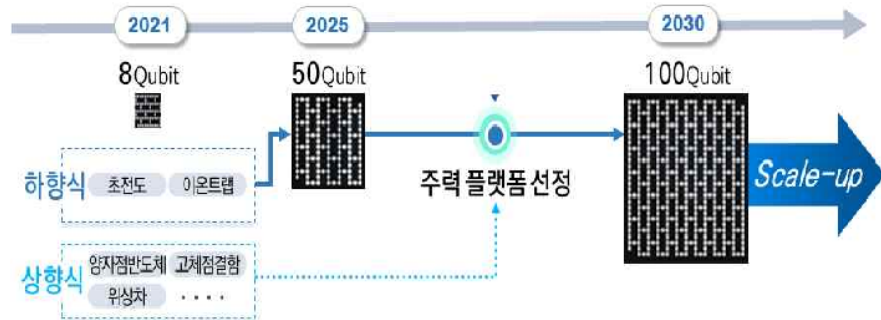 2021
2025
2030
8Qubit
50Qubit
100Qubit
하향식
초전도
이온트랩
주력 플랫폼 선정
Scale-up
상향식
양자점반도체
고체점결함
위상차
....